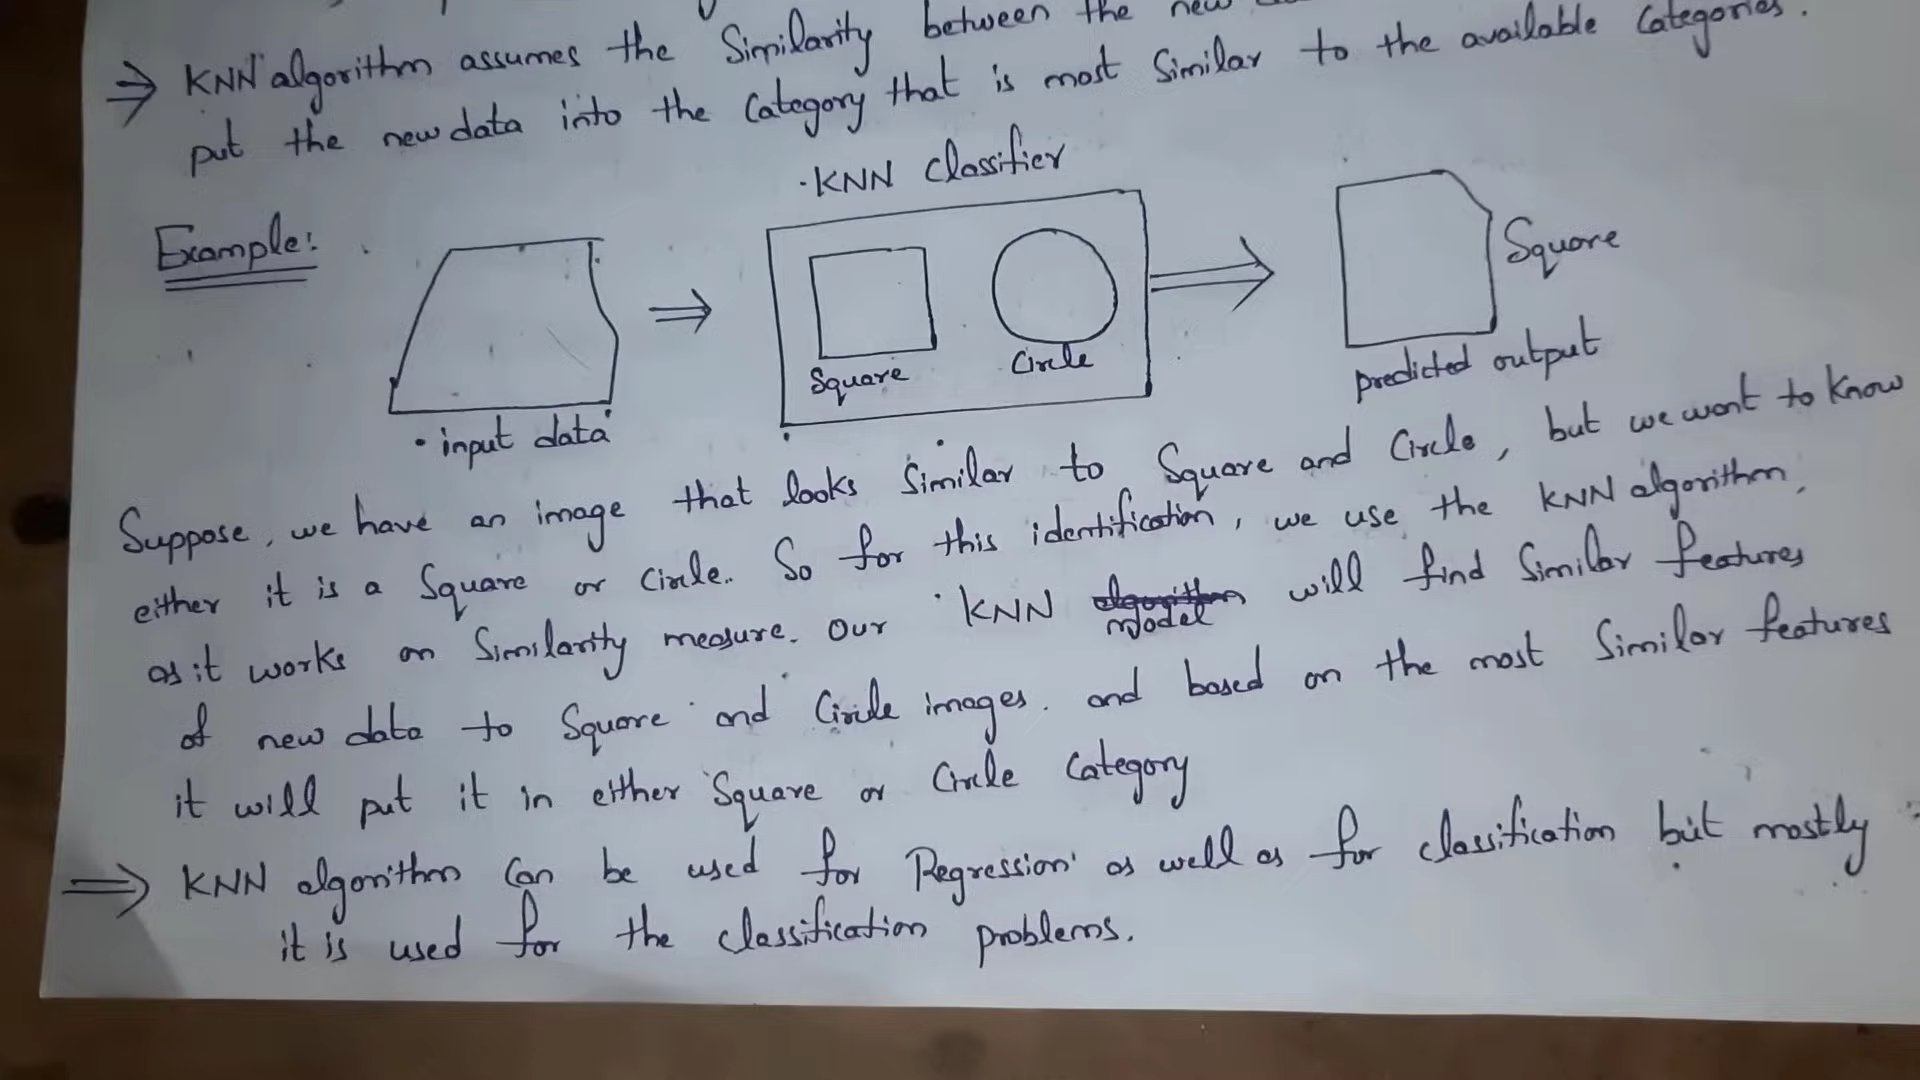 ⇒ KNN algorithm assumes the Similarity between the new
put the new data into the Category that is most Similar to the available Categories.
Example:
· KNN Classifier
Square
Circle
Square
· input data
predicted output
Suppose, we have an image that looks Similar to Square and Circle, but we want to know
either it is a Square or Circle.. So for this identification, we use the KNN algorithm,
as it works on Similarity measure. Our KNN algorithm model will find Similar features
of new data to Square and Circle images. and based on the most Similar features
it will put it in either Square or Circle Category
⇒ KNN algorithm Can be used for Regression as well as for classification but mostly
it is used for the classification problems.